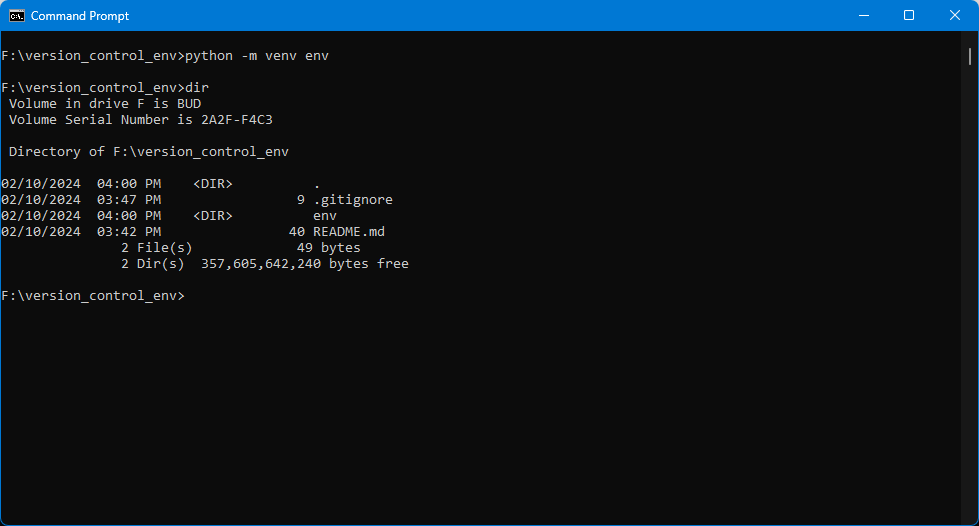 Command Prompt
F:\version_control_env>python -m venv env
F:\version_control_env>dir
 Volume in drive F is BUD
 Volume Serial Number is 2A2F-F4C3
 Directory of F:\version_control_env
02/10/2024  04:00 PM    <DIR>          .
02/10/2024  03:47 PM                 9 .gitignore
02/10/2024  04:00 PM    <DIR>          env
02/10/2024  03:42 PM                40 README.md
               2 File(s)             49 bytes
               2 Dir(s)  357,605,642,240 bytes free
F:\version_control_env>